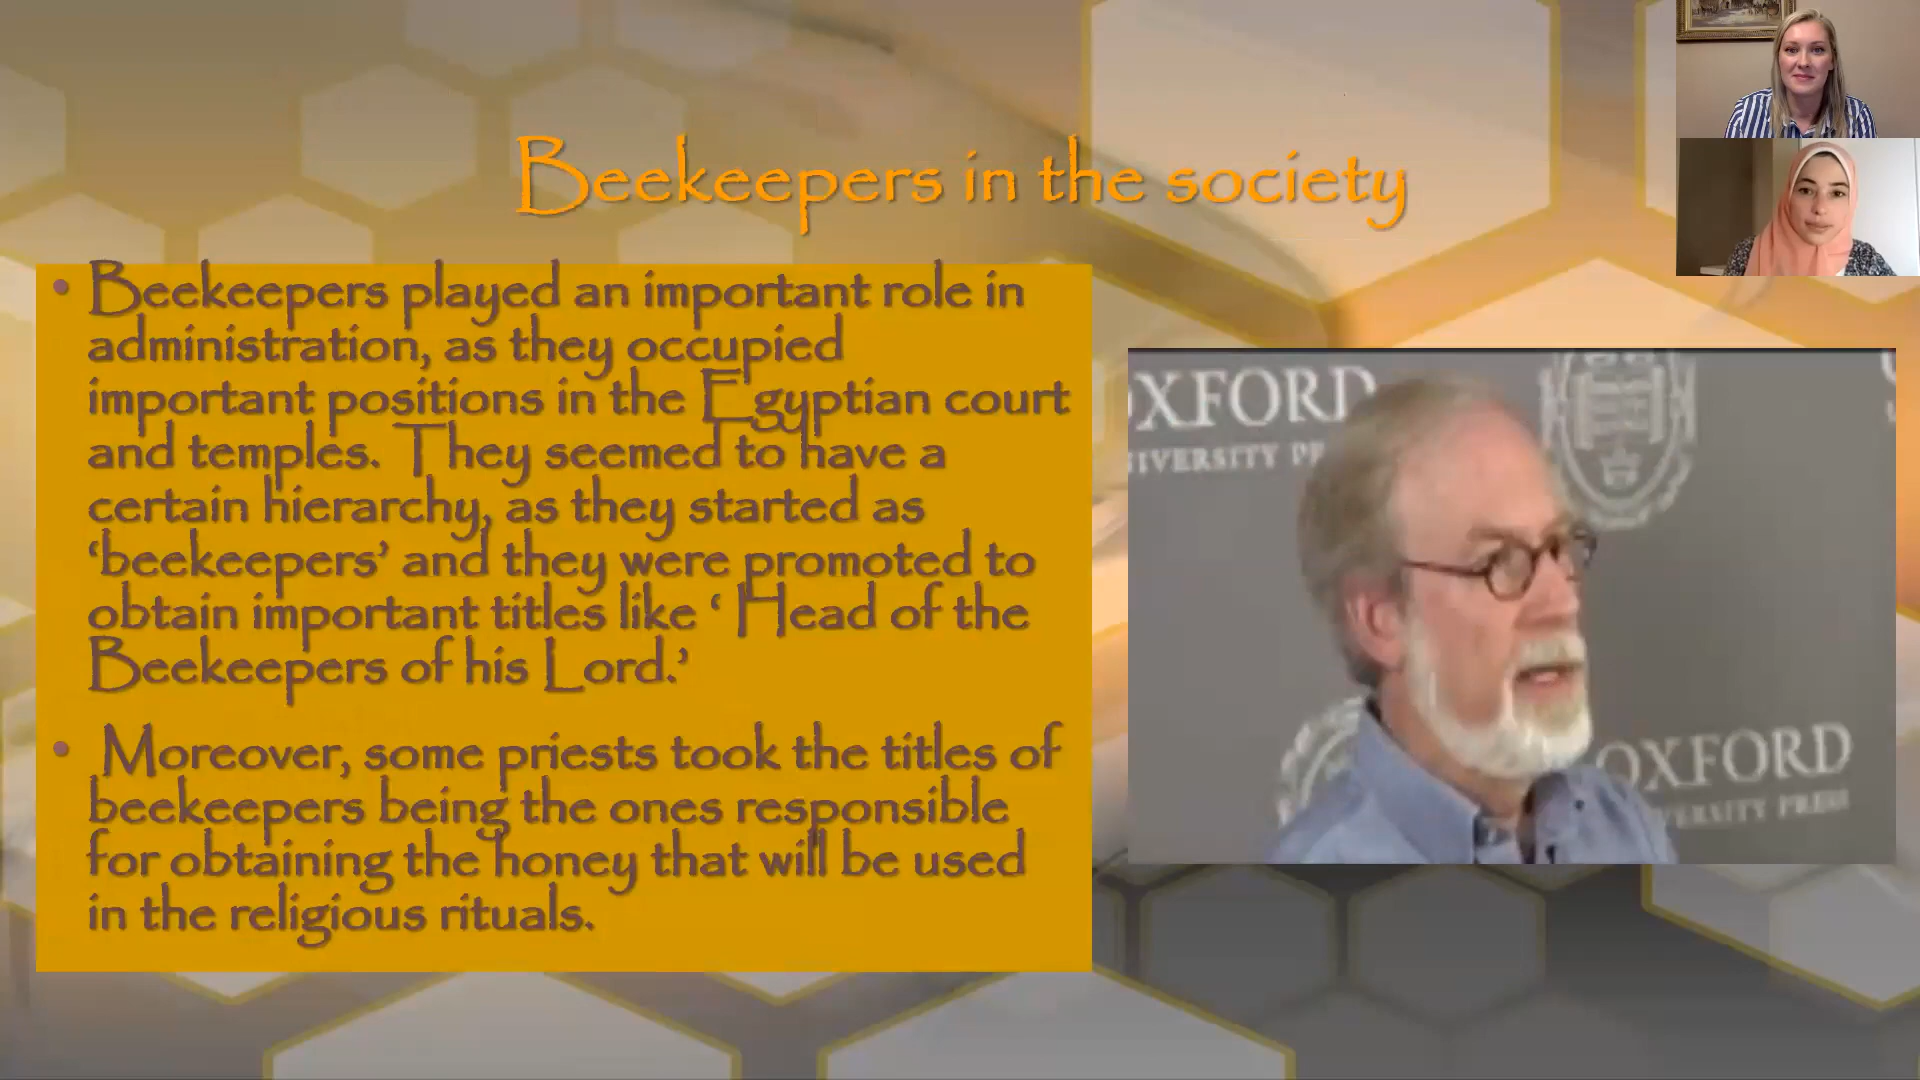 Beekeepers in the society
• Beekeepers played an important role in
administration, as they occupied
important positions in the Egyptian court
and temples. They seemed to have a
certain hierarchy, as they started as
‘beekeepers’ and they were promoted to
obtain important titles like ‘ Head of the
Beekeepers of his Lord.’
• Moreover, some priests took the titles of
beekeepers being the ones responsible
for obtaining the honey that will be used
in the religious rituals.
OXFORD
OXFORD